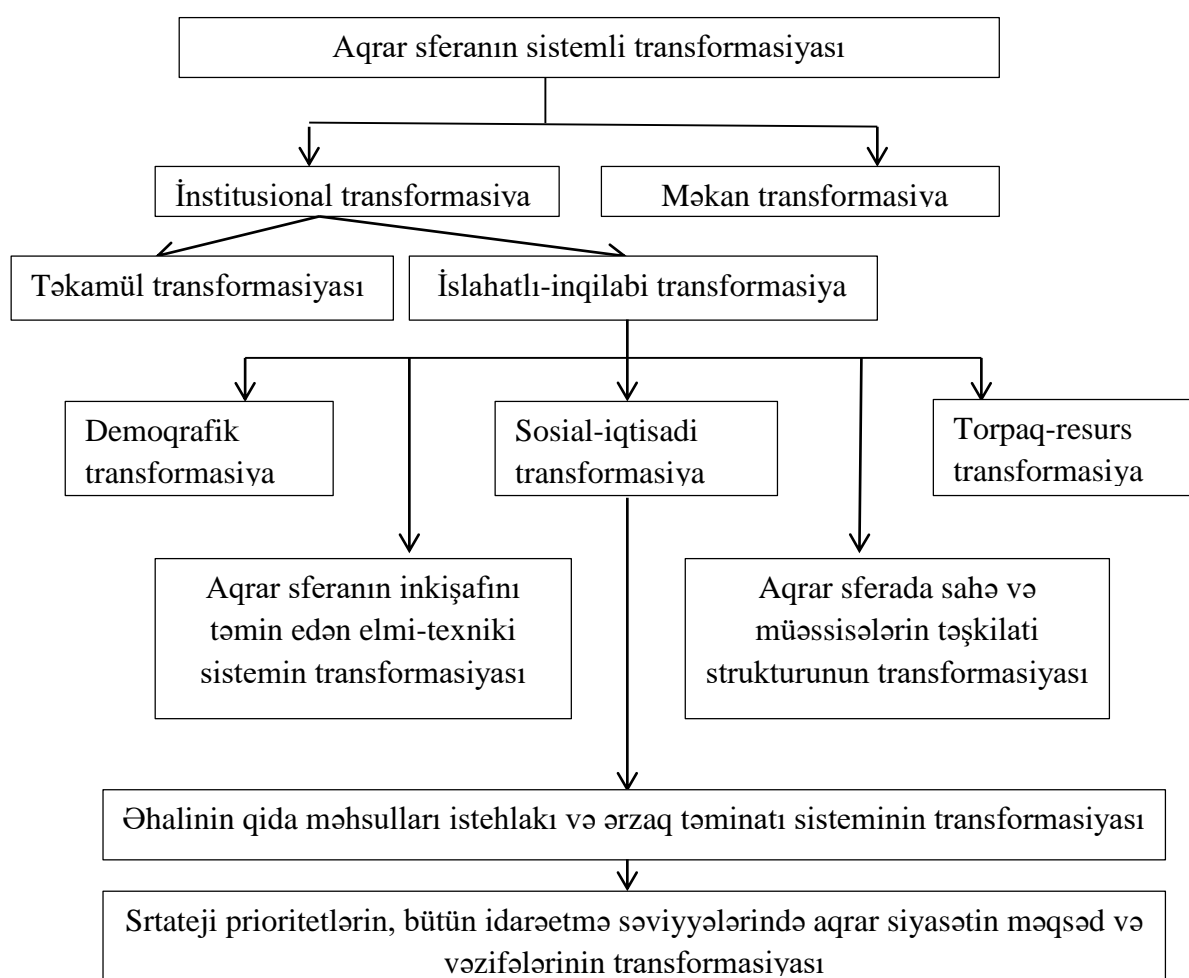 Aqrar sferanın sistemli transformasiyası
İnstitusional transformasiya
Məkan transformasiya
Təkamül transformasiyası
İslahatlı-inqilabi transformasiya
Demoqrafik
transformasiya
Sosial-iqtisadi
transformasiya
Torpaq-resurs
transformasiya
Aqrar sferanın inkişafını
təmin edən elmi-texniki
sistemin transformasiyası
Aqrar sferada sahə və
müəssisələrin təşkilati
strukturunun transformasiyası
Əhalinin qida məhsulları istehlakı və ərzaq təminatı sisteminin transformasiyası
Srtateji prioritetlərin, bütün idarəetmə səviyyələrində aqrar siyasətin məqsəd və
vəzifələrinin transformasiyası